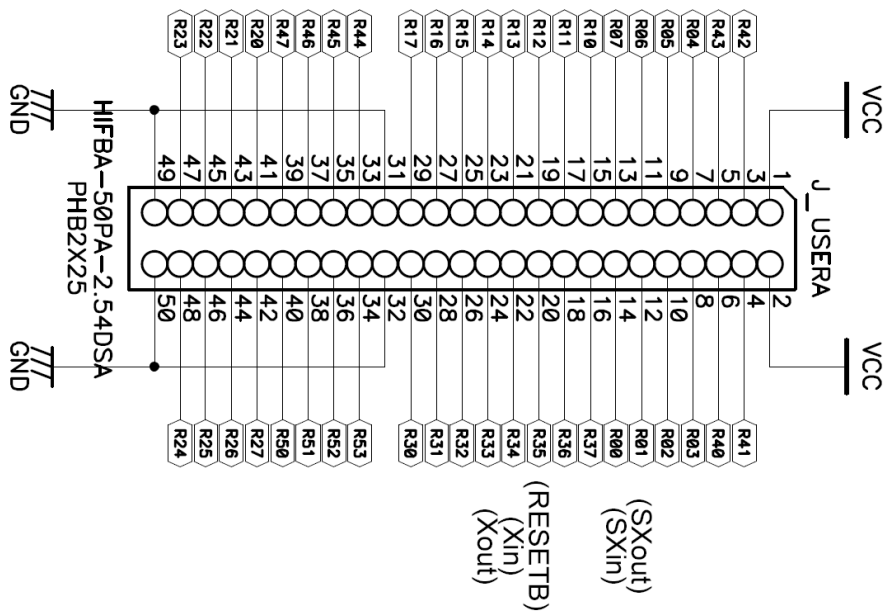 VCC VCC
J_USERA
1 2
R42 3 4 R41
R43 5 6 R40
R04 7 8 R03
R05 9 10 R02
R06 11 12 R01 (SXout)
R07 13 14 R00 (SXin)
R10 15 16 R37
R11 17 18 R36
R12 19 20 R35 (RESETB)
R13 21 22 R34 (Xin)
R14 23 24 R33 (Xout)
R15 25 26 R32
R16 27 28 R31
R17 29 30 R30
31 32
R44 33 34 R53
R45 35 36 R52
R46 37 38 R51
R47 39 40 R50
R20 41 42 R27
R21 43 44 R26
R22 45 46 R25
R23 47 48 R24
49 50
HIFBA-50PA-2.54DSA
PHB2X25
GND GND